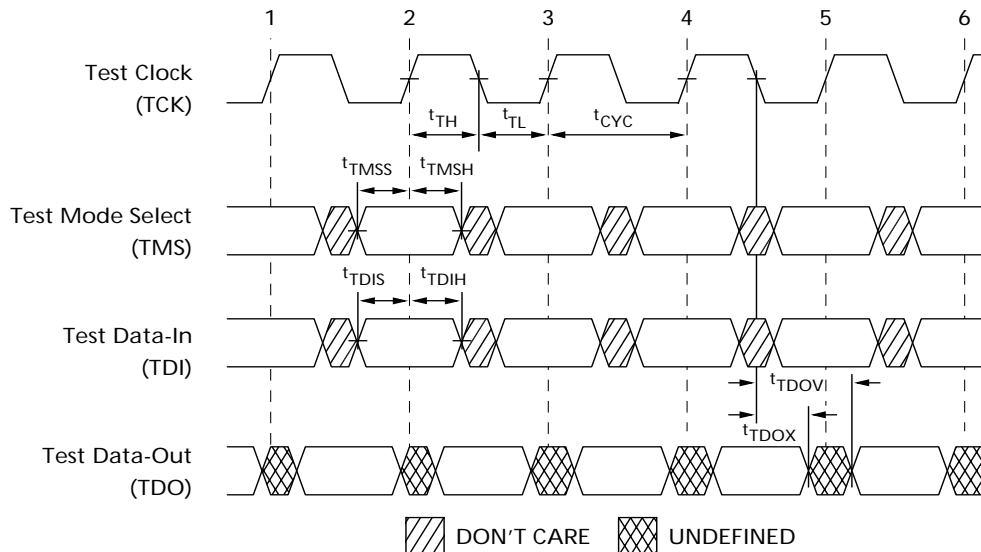 1 2 3 4 5 6
Test Clock
(TCK)
tTH tTL tCYC
tTMSS tTMSH
Test Mode Select
(TMS)
tTDIS tTDIH
Test Data-In
(TDI)
tTDOV
tTDOX
Test Data-Out
(TDO)
DON'T CARE UNDEFINED